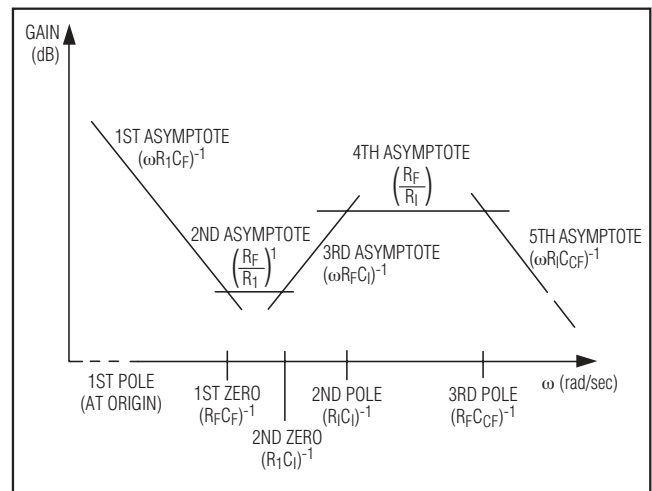 GAIN
(dB)
1ST ASYMPTOTE
(ωR1CF)-1
2ND ASYMPTOTE
(RF/R1)1
3RD ASYMPTOTE
(ωRFCI)-1
4TH ASYMPTOTE
(RF/RI)
5TH ASYMPTOTE
(ωRICCF)-1
1ST POLE
(AT ORIGIN)
1ST ZERO
(RFCF)-1
2ND ZERO
(R1CI)-1
2ND POLE
(RICI)-1
3RD POLE
(RFCCF)-1
ω (rad/sec)